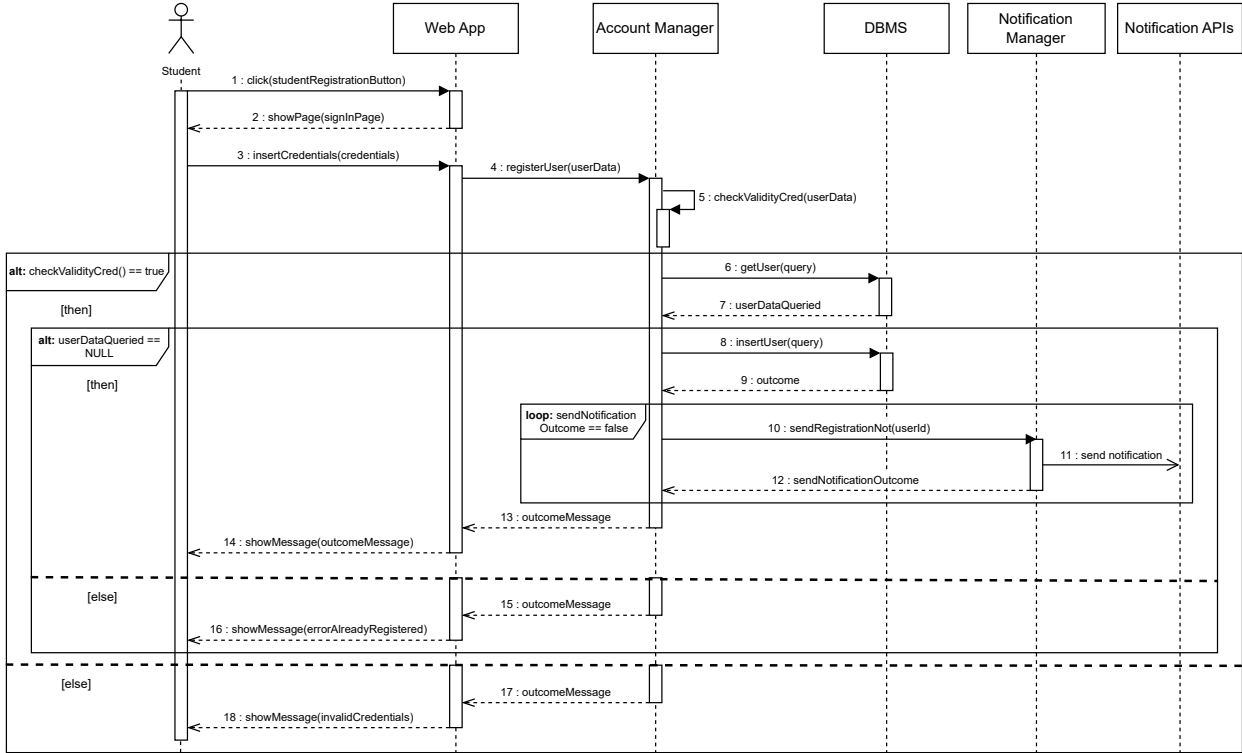 Student
Web App
Account Manager
DBMS
Notification
Manager
Notification APIs
1 : click(studentRegistrationButton)
2 : showPage(signInPage)
3 : insertCredentials(credentials)
4 : registerUser(userData)
5 : checkValidityCred(userData)
alt: checkValidityCred() == true
6 : getUser(query)
[then]
7 : userDataQueried
alt: userDataQueried ==
NULL
8 : insertUser(query)
[then]
9 : outcome
loop: sendNotification
Outcome == false
10 : sendRegistrationNot(userId)
11 : send notification
12 : sendNotificationOutcome
13 : outcomeMessage
14 : showMessage(outcomeMessage)
[else]
15 : outcomeMessage
16 : showMessage(errorAlreadyRegistered)
[else]
17 : outcomeMessage
18 : showMessage(invalidCredentials)